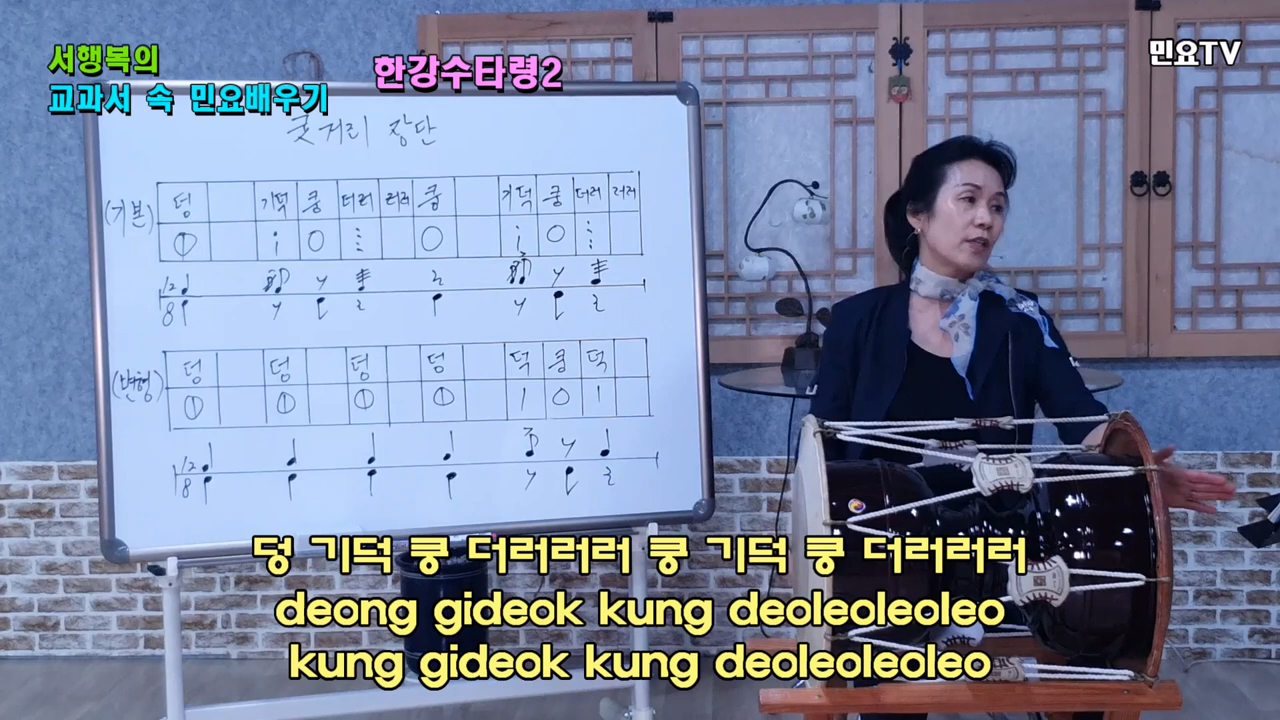 서행복의
교과서 속 민요배우기
한강수타령2
민요TV
굿거리 장단
(기본) 덩 기덕 쿵 더러 러러 쿵 기덕 쿵 더러 러러
12
8
(변형) 덩 덩 덩 덩 덕 쿵 덕
12
8
덩 기덕 쿵 더러러러 쿵 기덕 쿵 더러러러
deong gideok kung deoleoleoleo
kung gideok kung deoleoleoleo